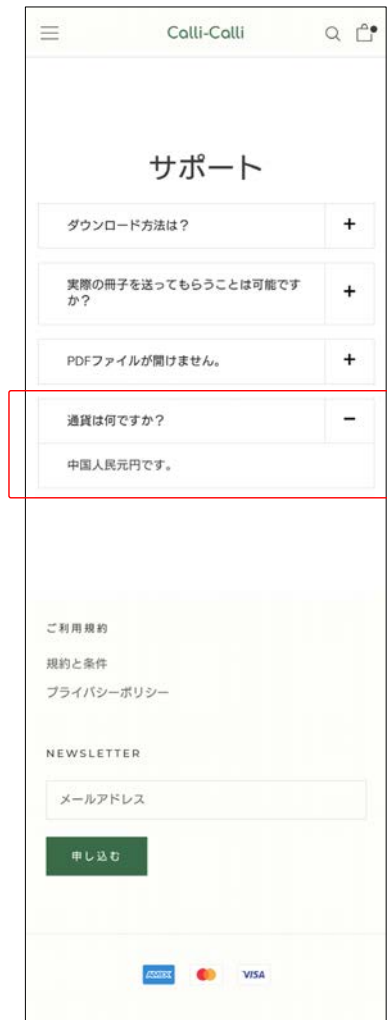 Calli-Calli
サポート
ダウンロード方法は？
実際の冊子を送ってもらうことは可能です
か？
PDFファイルが開けません。
通貨は何ですか？
中国人民元円です。
ご利用規約
規約と条件
プライバシーポリシー
NEWSLETTER
メールアドレス
申し込む
AMEX
VISA